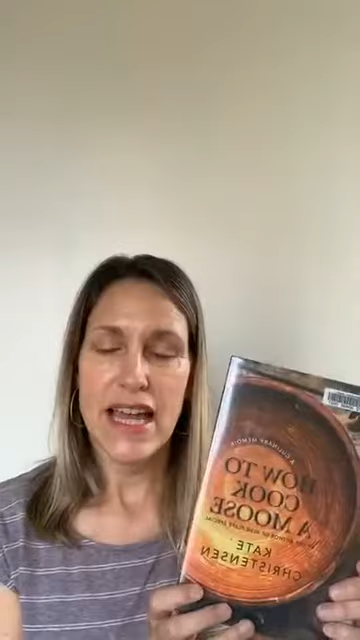 A CULINARY MEMOIR
HOW TO
COOK
A MOOSE
KATE
CHRISTENSEN